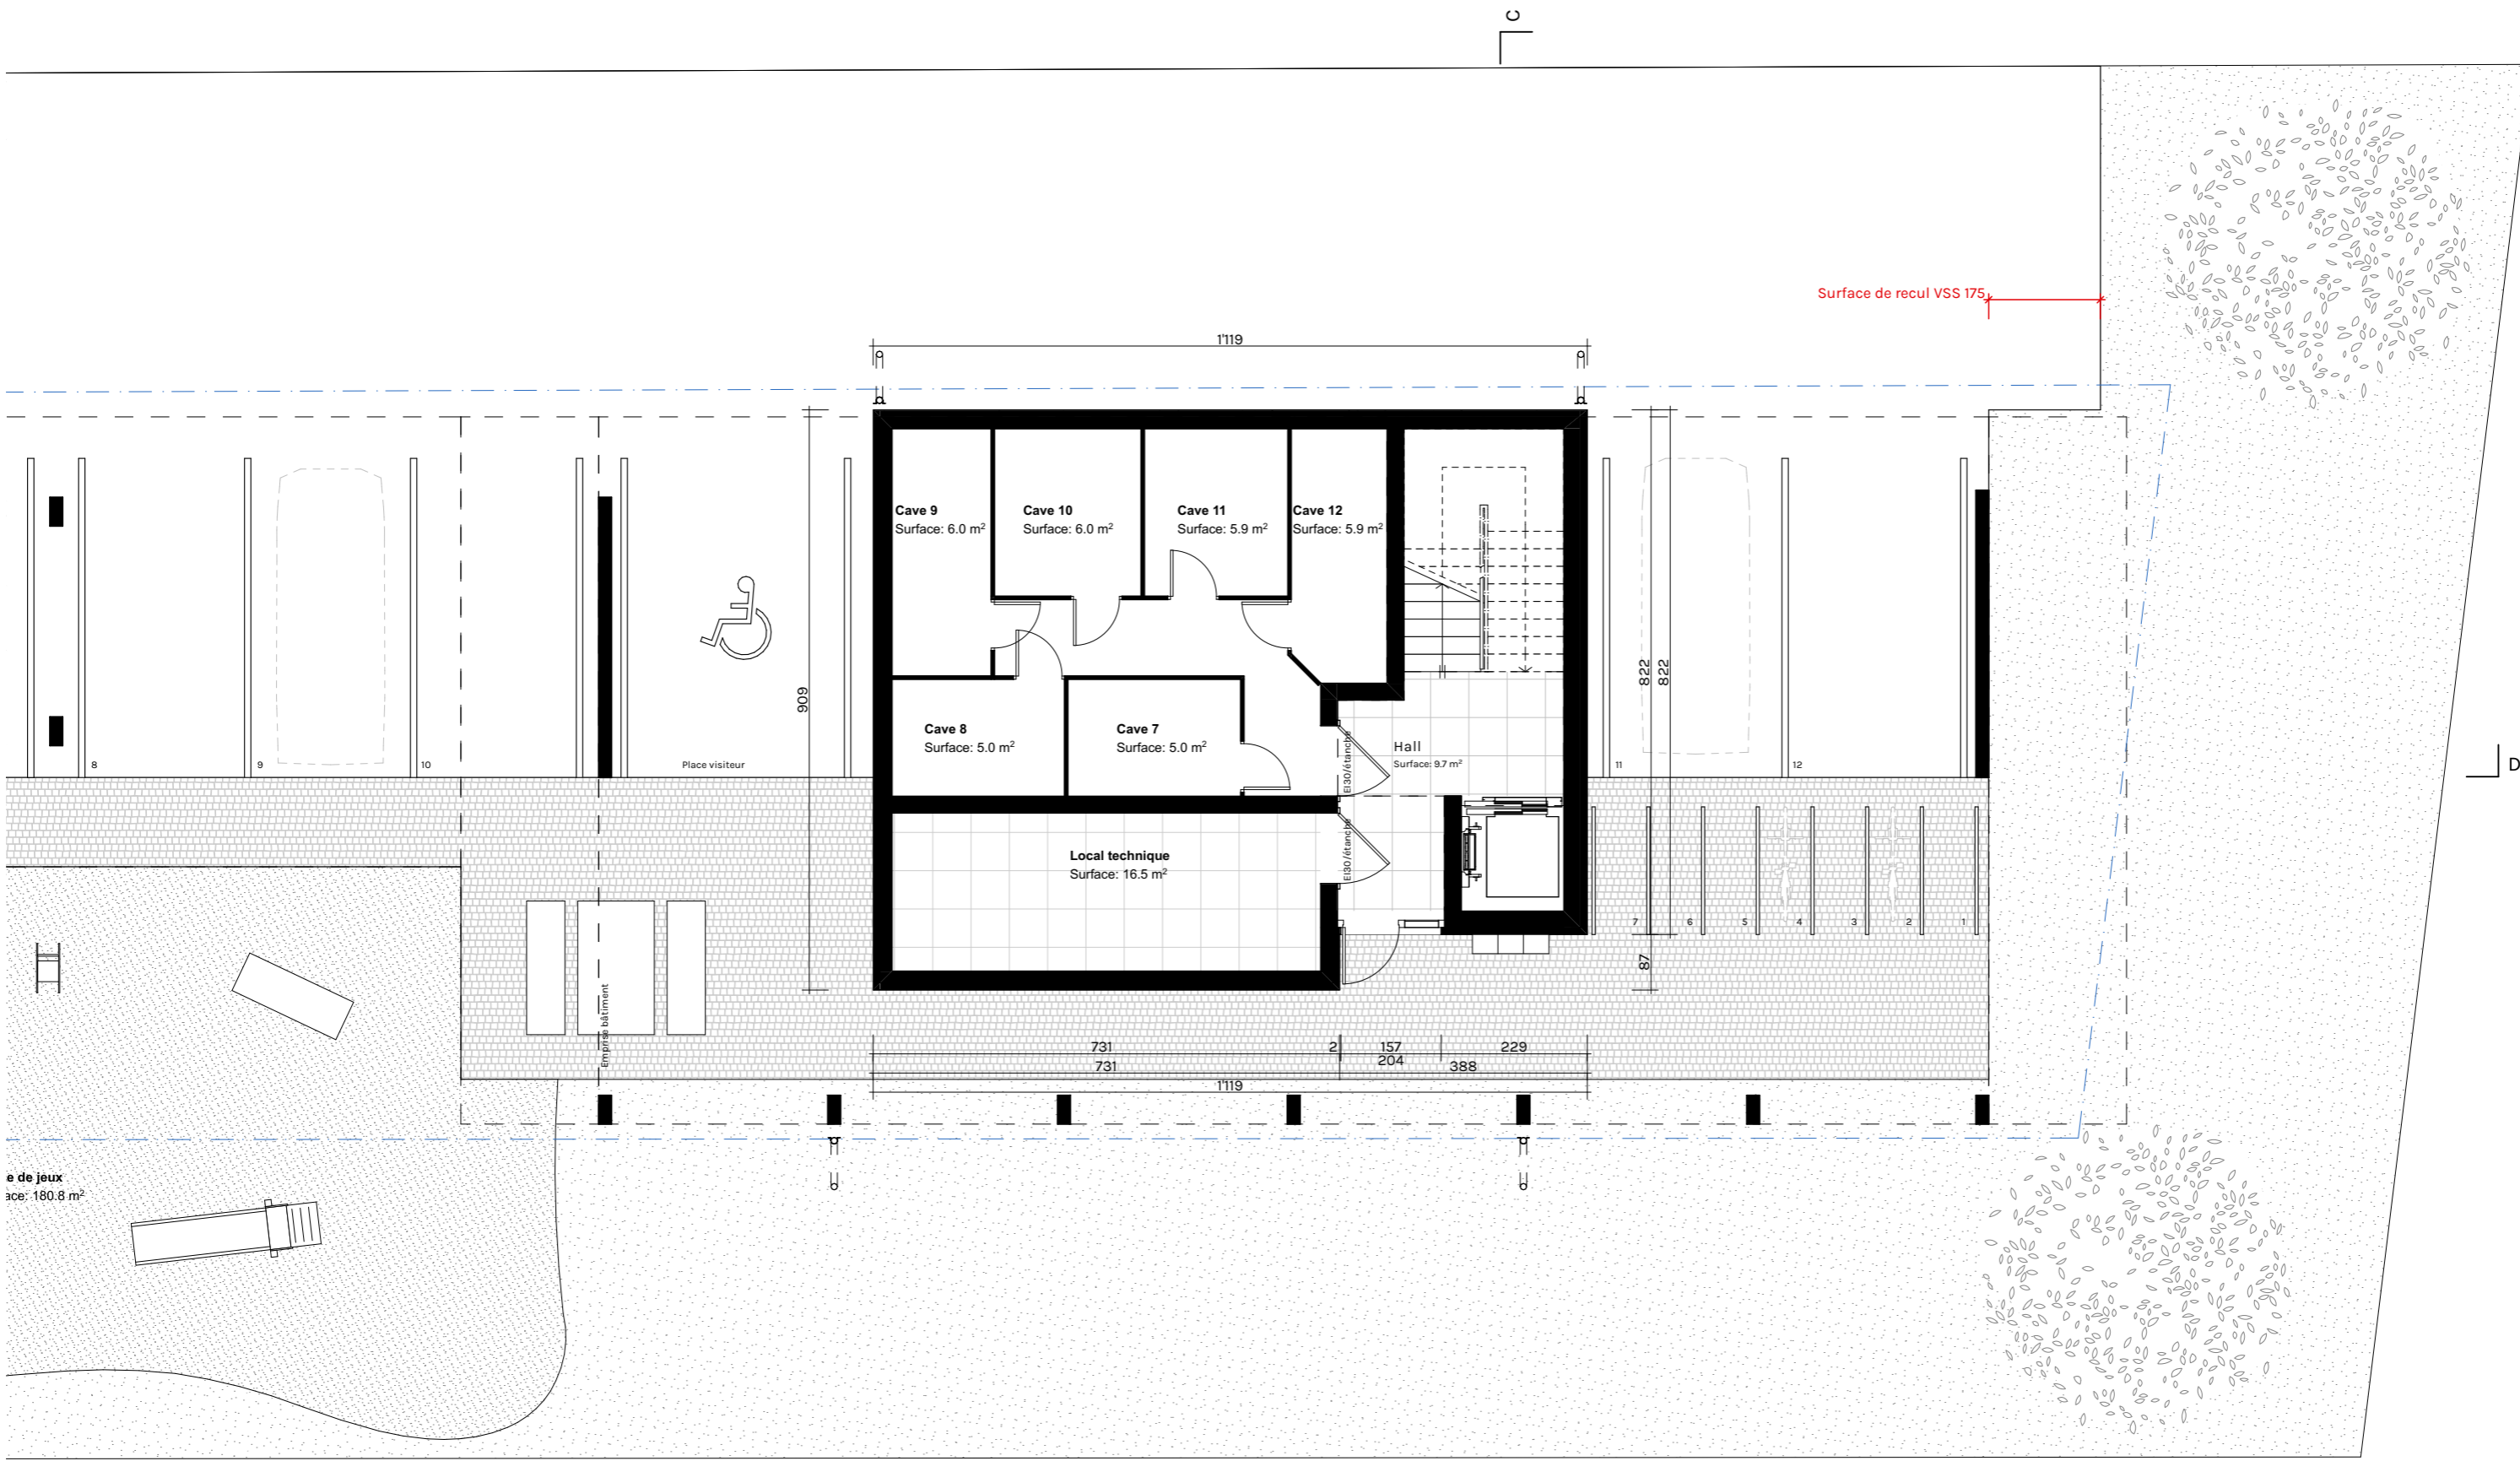 C
Surface de recul VSS 175
1'119
Cave 9
Surface: 6.0 m²
Cave 10
Surface: 6.0 m²
Cave 11
Surface: 5.9 m²
Cave 12
Surface: 5.9 m²
909
822
822
Cave 8
Surface: 5.0 m²
Cave 7
Surface: 5.0 m²
EI30/étanche
Hall
Surface: 9.7 m²
8
9
10
Place visiteur
11
12
D
EI30/étanche
Local technique
Surface: 16.5 m²
7
6
5
4
3
2
1
87
Emprise bâtiment
731
2
157
229
204
731
388
1'119
e de jeux
ace: 180.8 m²